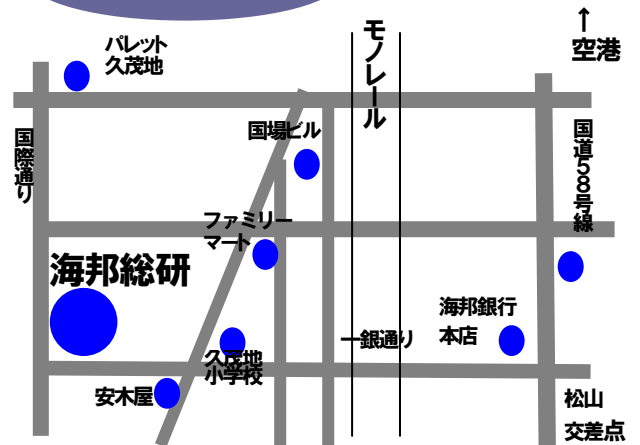 ↑
空港
パレット
久茂地
モノレール
国際通り
国場ビル
国道58号線
ファミリー
マート
海邦総研
海邦銀行
本店
一銀通り
久茂地
小学校
安木屋
松山
交差点